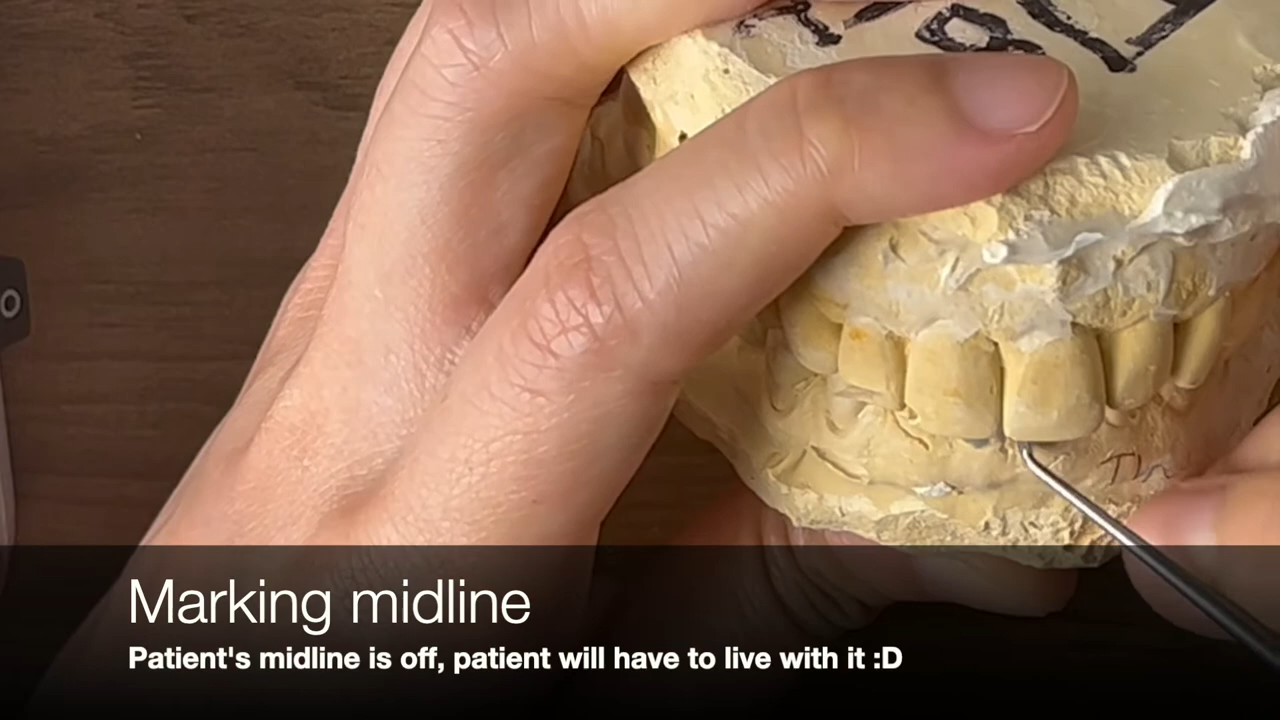 Marking midline
Patient's midline is off, patient will have to live with it :D